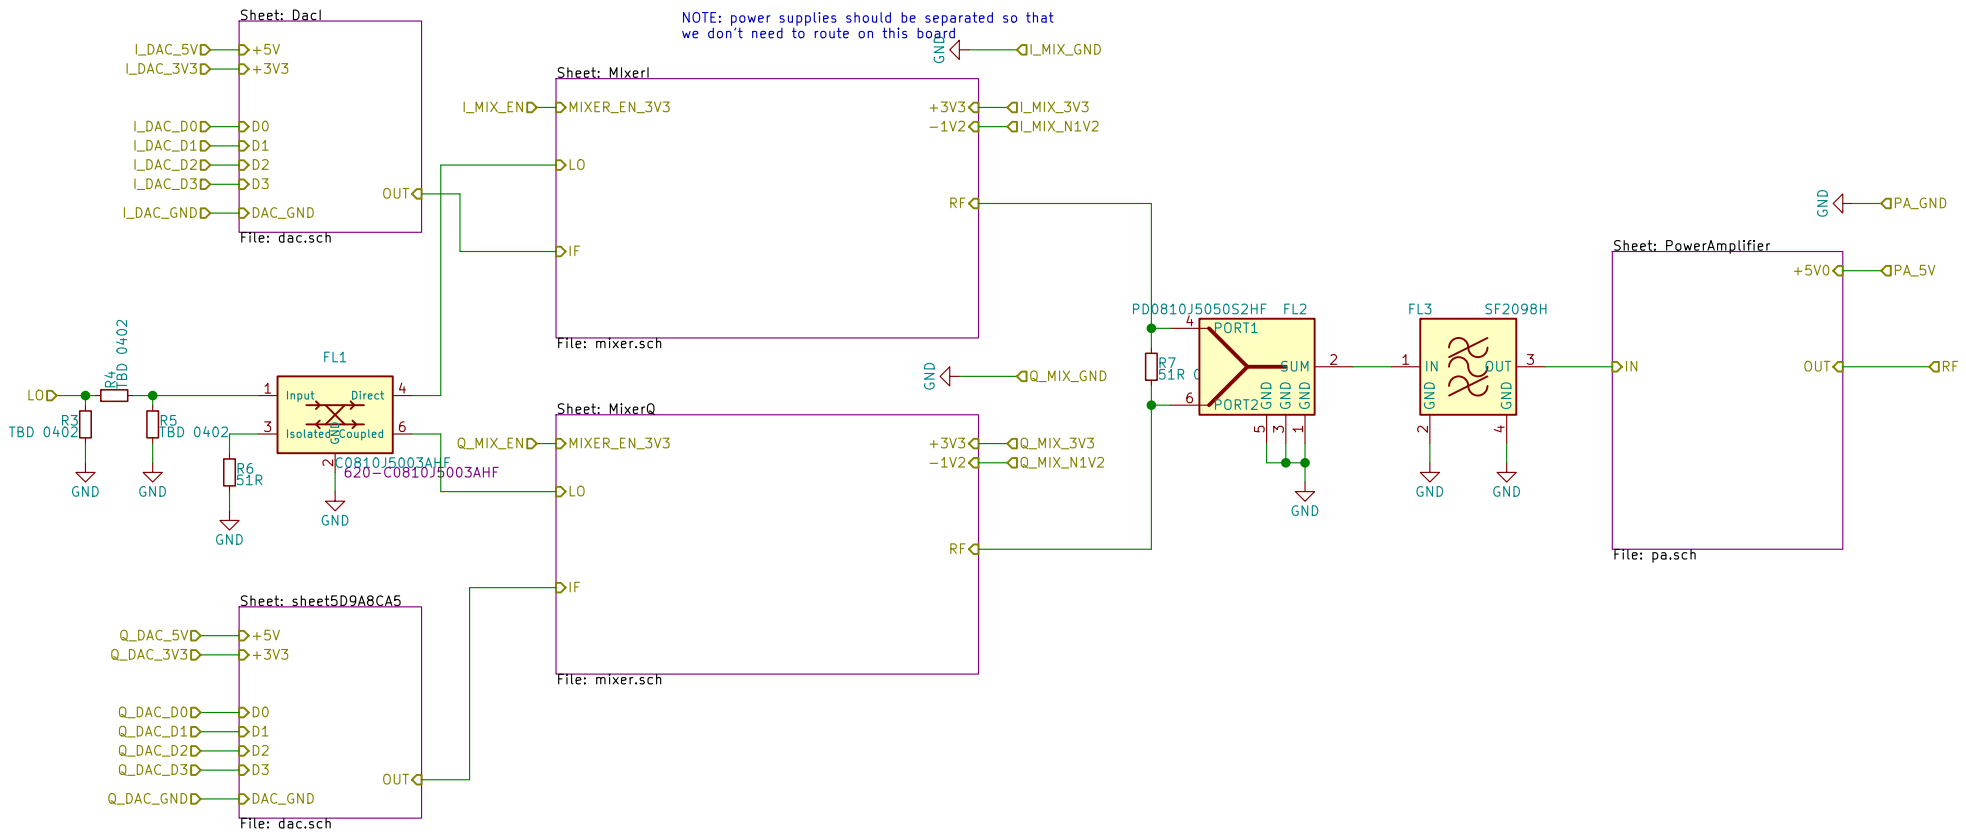 Sheet: DacI
I_DAC_5V
+5V
I_DAC_3V3
+3V3
I_DAC_D0
D0
I_DAC_D1
D1
I_DAC_D2
D2
I_DAC_D3
D3
I_DAC_GND
DAC_GND
OUT
File: dac.sch
NOTE: power supplies should be separated so that
we don't need to route on this board
GND
I_MIX_GND
Sheet: MIxerI
I_MIX_EN
MIXER_EN_3V3
+3V3
I_MIX_3V3
-1V2
I_MIX_N1V2
LO
RF
IF
File: mixer.sch
LO
R4
TBD 0402
R3
TBD 0402
R5
TBD 0402
GND
GND
FL1
1
Input
Direct
4
3
Isolated
Coupled
6
GND
2
C0810J5003AHF
620-C0810J5003AHF
R6
51R
GND
GND
GND
Q_MIX_GND
Sheet: MixerQ
Q_MIX_EN
MIXER_EN_3V3
+3V3
Q_MIX_3V3
-1V2
Q_MIX_N1V2
LO
RF
IF
File: mixer.sch
Sheet: sheet5D9A8CA5
Q_DAC_5V
+5V
Q_DAC_3V3
+3V3
Q_DAC_D0
D0
Q_DAC_D1
D1
Q_DAC_D2
D2
Q_DAC_D3
D3
Q_DAC_GND
DAC_GND
OUT
File: dac.sch
PD0810J5050S2HF
FL2
4
PORT1
R7
51R
6
PORT2
SUM
2
GND
GND
GND
5
3
1
GND
FL3
SF2098H
1
IN
OUT
3
GND
GND
2
4
GND
GND
GND
PA_GND
Sheet: PowerAmplifier
+5V0
PA_5V
IN
OUT
RF
File: pa.sch